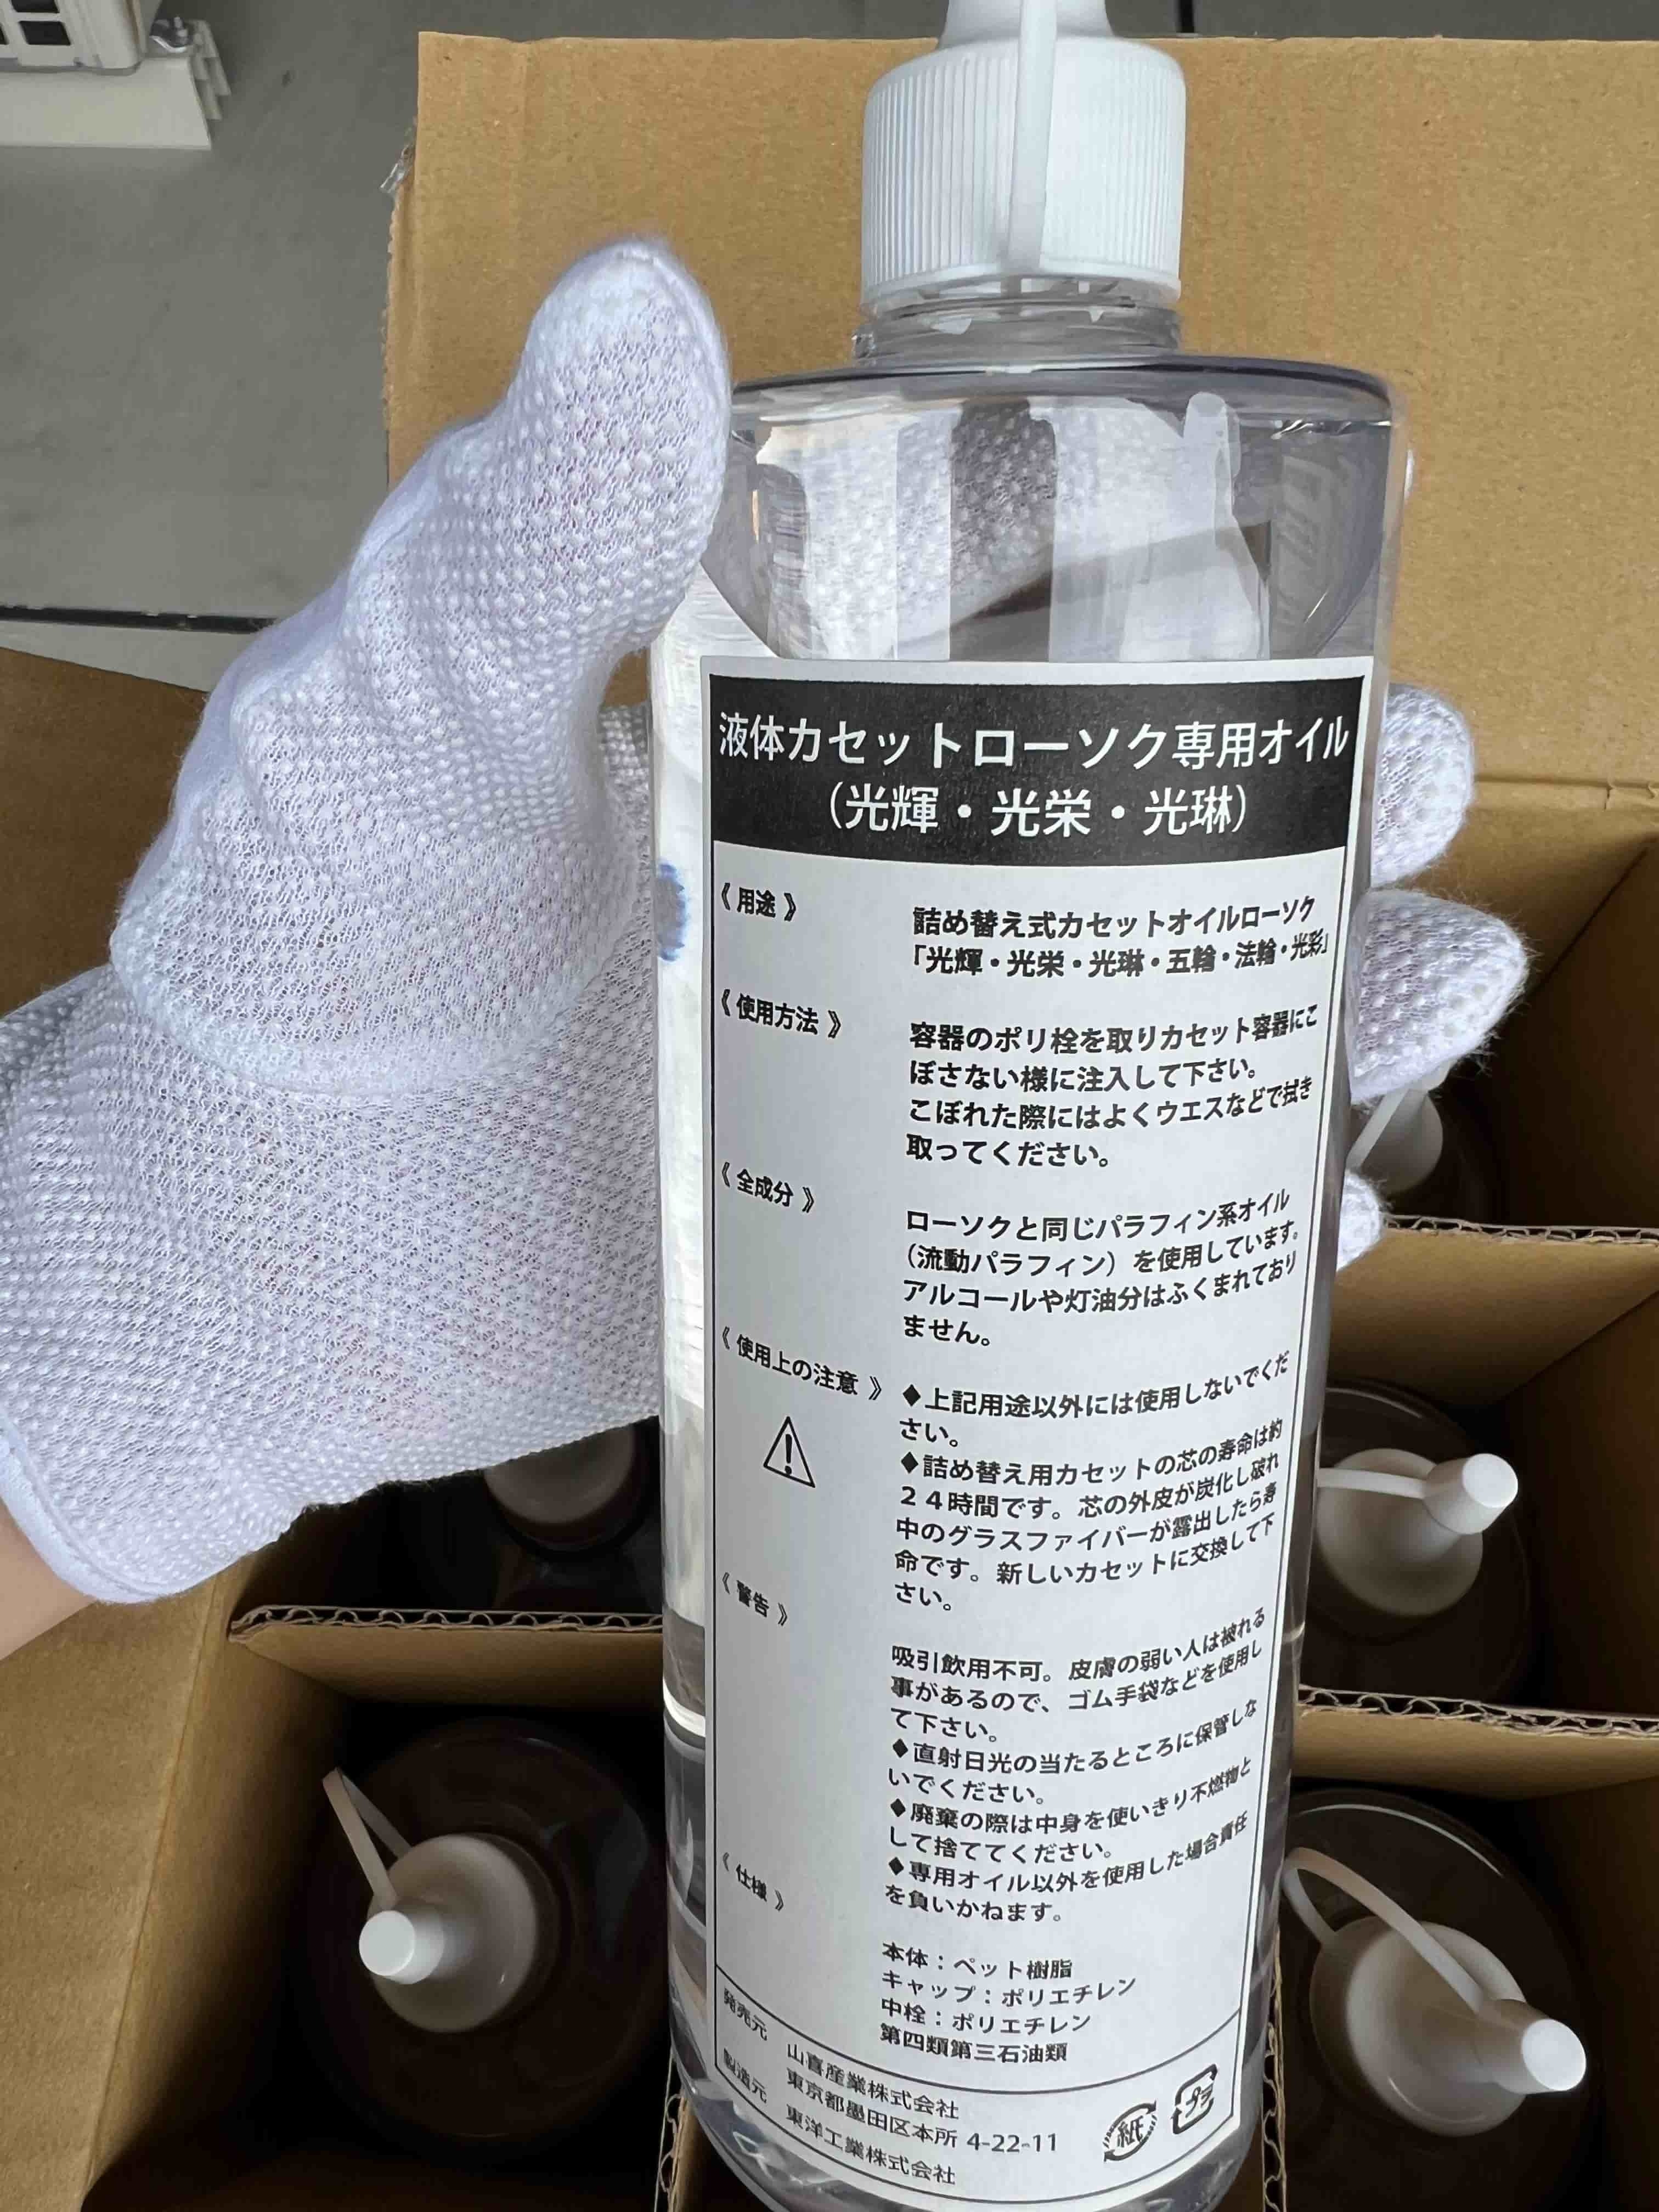 液体カセットローソク専用オイル
（光輝・光栄・光琳）
《 用途 》
詰め替え式カセットオイルローソク
「光輝・光栄・光琳・五輪・法輪・光彩」
《 使用方法 》
容器のポリ栓を取りカセット容器にこ
ぼさない様に注入して下さい。
こぼれた際にはよくウエスなどで拭き
取ってください。
《 全成分 》
ローソクと同じパラフィン系オイル
（流動パラフィン）を使用しています。
アルコールや灯油分はふくまれており
ません。
《 使用上の注意 》
◆上記用途以外には使用しないでくだ
さい。
◆詰め替え用カセットの芯の寿命は約
２４時間です。芯の外皮が炭化し破れ
中のグラスファイバーが露出したら寿
命です。新しいカセットに交換して下
さい。
《 警告 》
吸引飲用不可。皮膚の弱い人は被れる
事があるので、ゴム手袋などを使用し
て下さい。
◆直射日光の当たるところに保管しな
いでください。
◆廃棄の際は中身を使いきり不燃物と
して捨ててください。
◆専用オイル以外を使用した場合責任
を負いかねます。
《 仕様 》
本体：ペット樹脂
キャップ：ポリエチレン
中栓：ポリエチレン
第四類第三石油類
発売元
山喜産業株式会社
東京都墨田区本所 4-22-11
製造元
東洋工業株式会社
紙
プラ